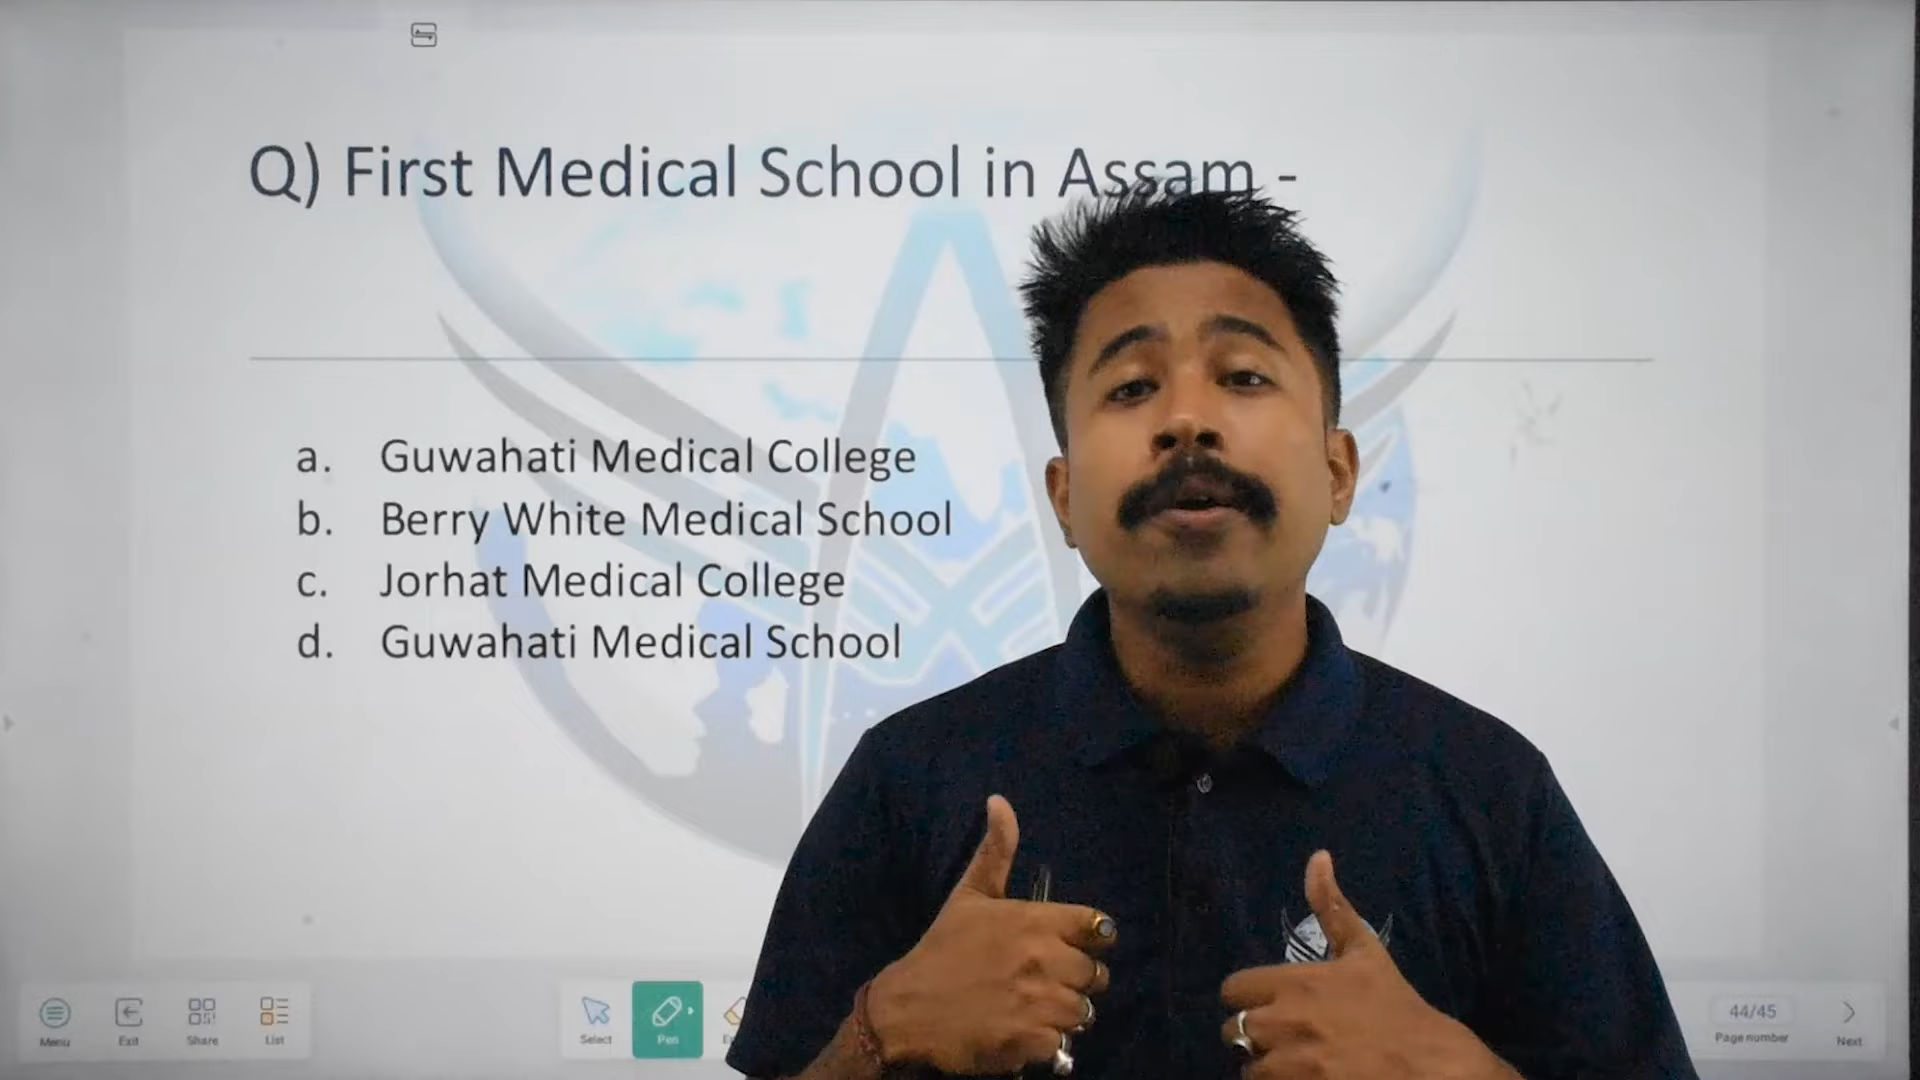 Q) First Medical School in Assam -
a. Guwahati Medical College
b. Berry White Medical School
c. Jorhat Medical College
d. Guwahati Medical School
Menu Exit Share List Select Pen Page number Next
44/45